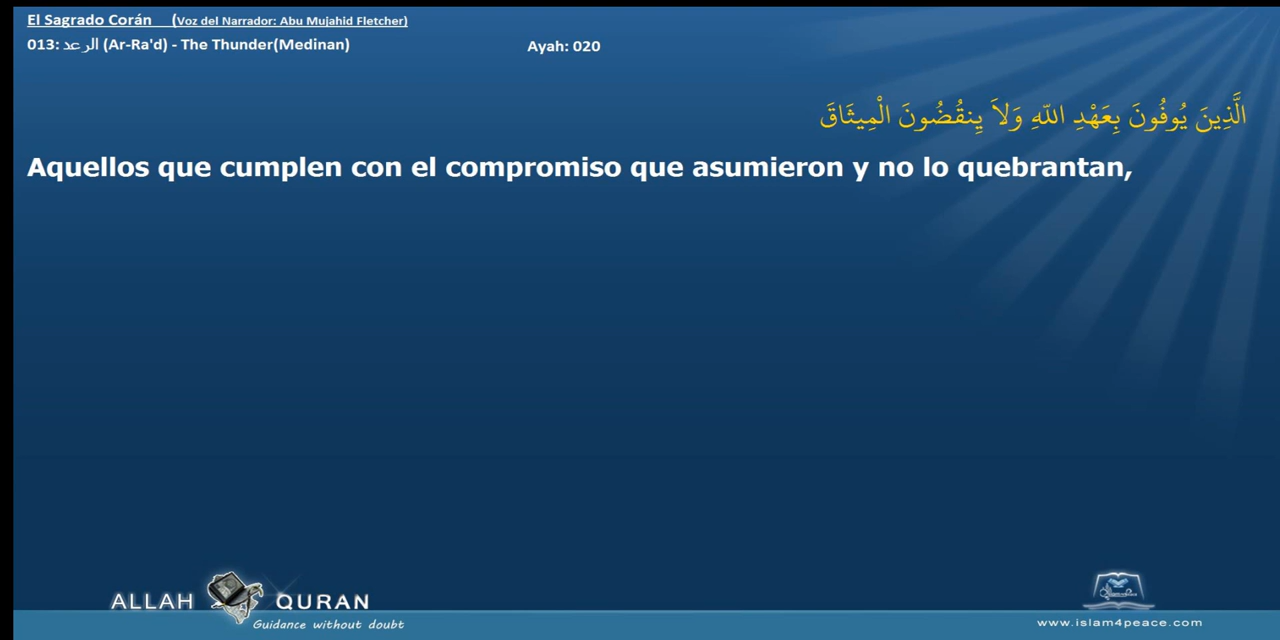 El Sagrado Corán (Voz del Narrador: Abu Mujahid Fletcher)
013: الرعد (Ar-Ra'd) - The Thunder(Medinan)
Ayah: 020
الَّذِينَ يُوفُونَ بِعَهْدِ اللّهِ وَلاَ يِنقُضُونَ الْمِيثَاقَ
Aquellos que cumplen con el compromiso que asumieron y no lo quebrantan,
ALLAH QURAN
Guidance without doubt
www.islam4peace.com